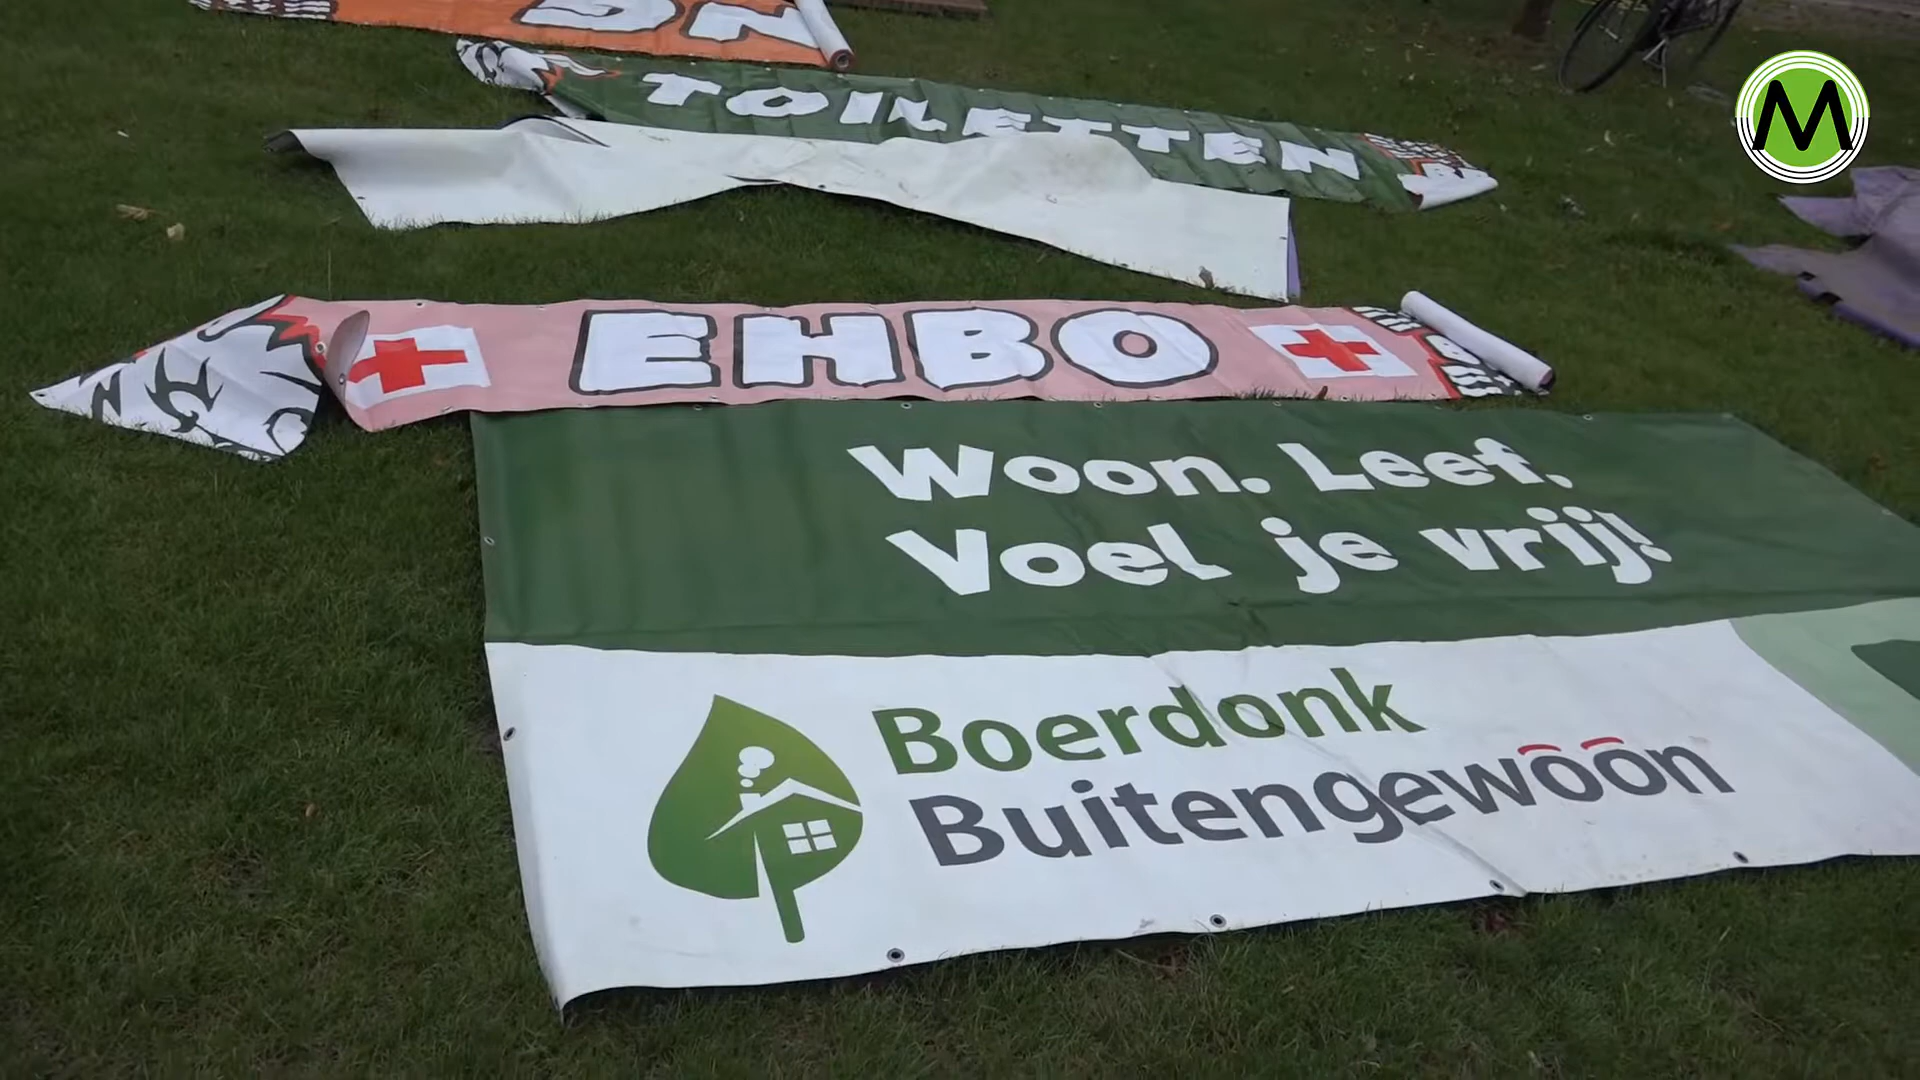 TOILETTEN
EHBO
Woon. Leef.
Voel je vrij!
Boerdonk
Buitengewoon
M